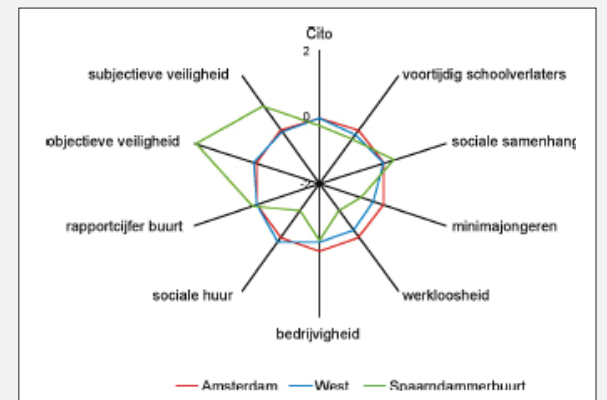 Cito
2
subjectieve veiligheid
voortijdig schoolverlaters
0
objectieve veiligheid
sociale samenhang
-2
rapportcijfer buurt
minimajongeren
sociale huur
werkloosheid
bedrijvigheid
Amsterdam West Spaarndammerbuurt